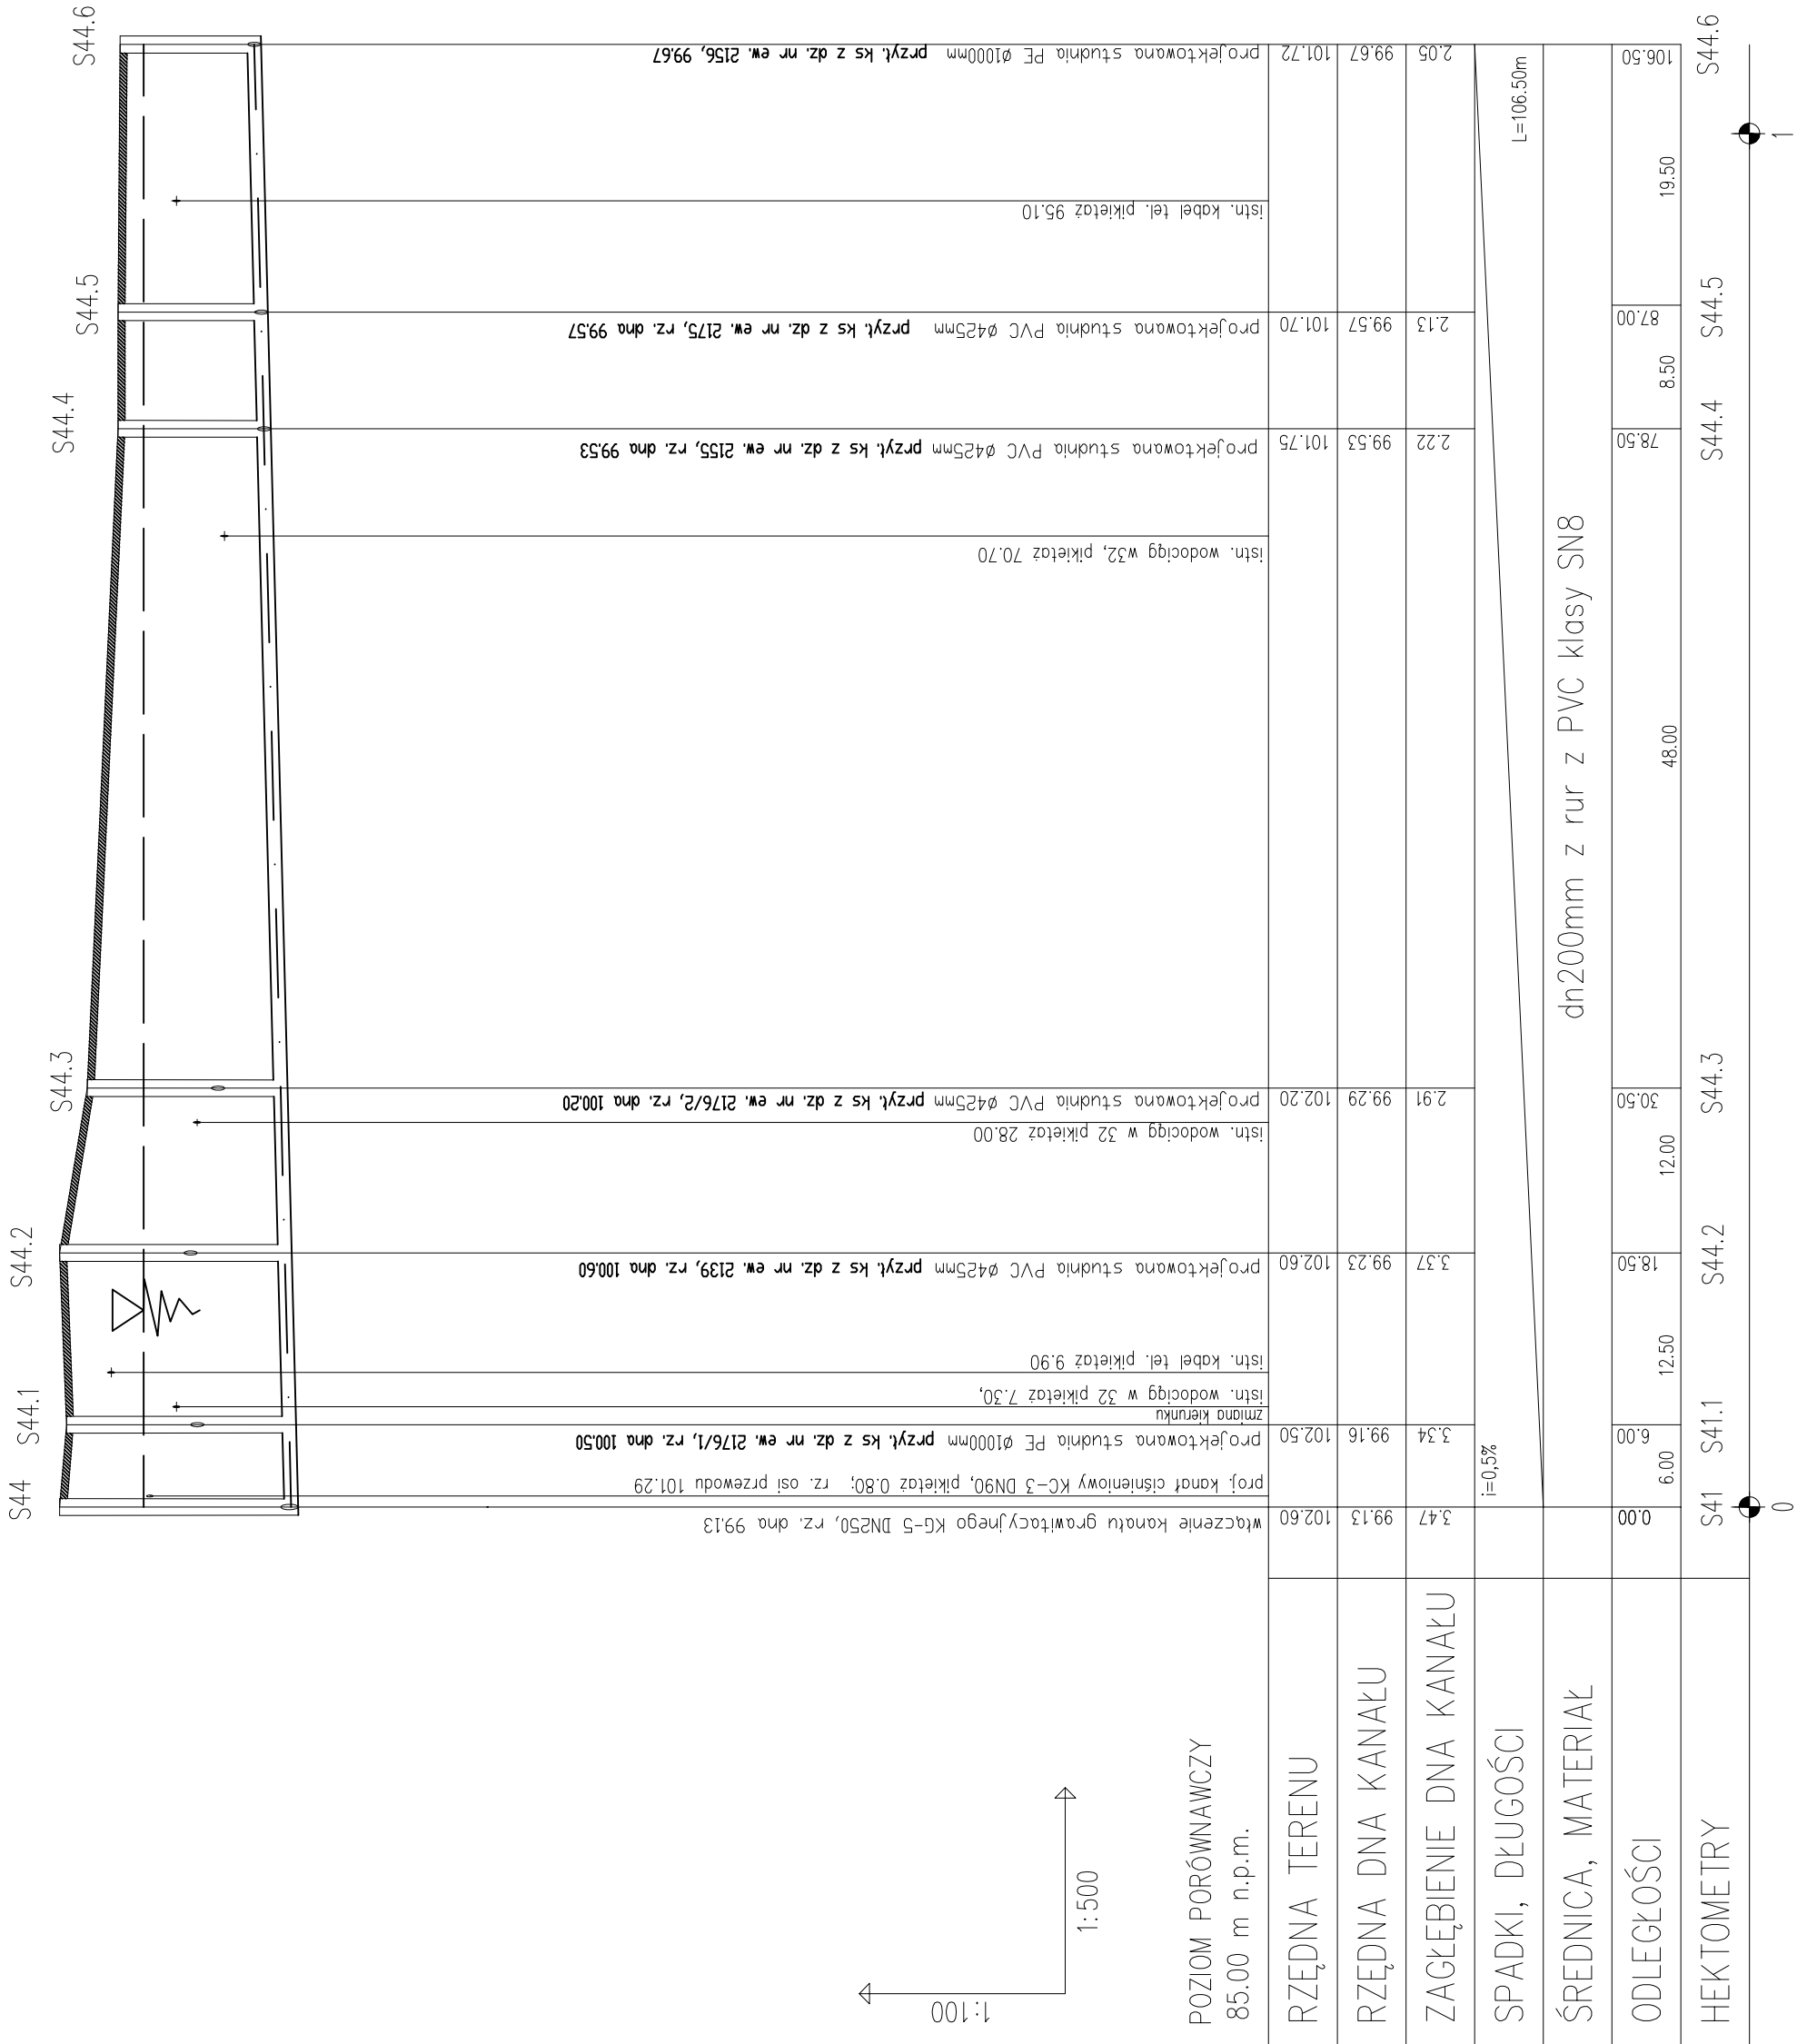 S44
S44.1
S44.2
S44.3
S44.4
S44.5
S44.6
włączenie kanału grawitacyjnego KG-5 DN250, rz. dna 99.13
proj. kanał ciśnieniowy KC-3 DN90, pikietaż 0.80; rz. osi przewodu 101.29
projektowana studnia PE Ø1000mm przył. ks z dz. nr ew. 2176/1, rz. dna 100.50
zmiana kierunku
istn. wodociąg w 32 pikietaż 7.30,
istn. kabel tel. pikietaż 9.90
projektowana studnia PVC Ø425mm przył. ks z dz. nr ew. 2139, rz. dna 100.60
istn. wodociąg w 32 pikietaż 28.00
projektowana studnia PVC Ø425mm przył. ks z dz. nr ew. 2176/2, rz. dna 100.20
istn. wodociąg w32, pikietaż 70.70
projektowana studnia PVC Ø425mm przył. ks z dz. nr ew. 2155, rz. dna 99.53
projektowana studnia PVC Ø425mm przył. ks z dz. nr ew. 2175, rz. dna 99.57
istn. kabel tel. pikietaż 95.10
projektowana studnia PE Ø1000mm przył. ks z dz. nr ew. 2156, 99.67
1:100
1:500
POZIOM PORÓWNAWCZY
85.00 m n.p.m.
RZĘDNA TERENU
102.60 102.50 102.60 102.20 101.75 101.70 101.72
RZĘDNA DNA KANAŁU
99.13 99.16 99.23 99.29 99.53 99.57 99.67
ZAGŁĘBIENIE DNA KANAŁU
3.47 3.34 3.37 2.91 2.22 2.13 2.05
SPADKI, DŁUGOŚCI
i=0,5% L=106.50m
ŚREDNICA, MATERIAŁ
dn200mm z rur z PVC klasy SN8
ODLEGŁOŚCI
0.00 6.00 18.50 30.50 78.50 87.00 106.50
6.00 12.50 12.00 48.00 8.50 19.50
HEKTOMETRY
S41 S41.1 S44.2 S44.3 S44.4 S44.5 S44.6
0 1